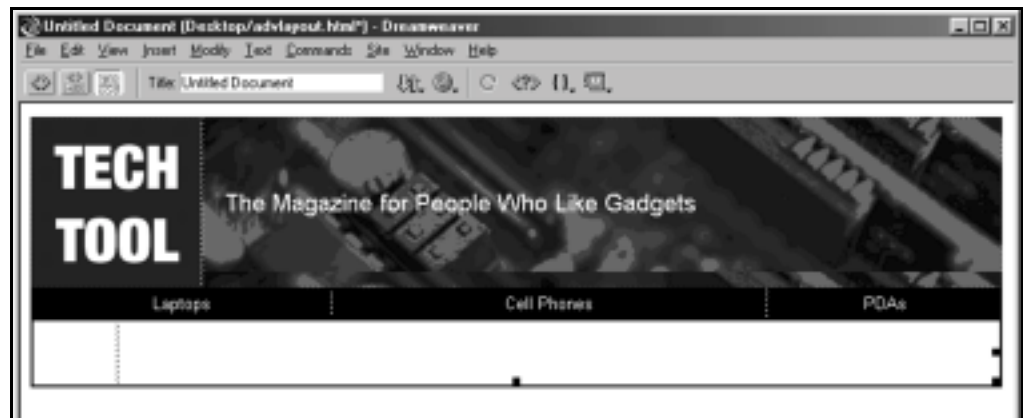 Untitled Document (Desktop/advlayout.html*) - Dreamweaver
File Edit View Insert Modify Text Commands Site Window Help
Title: Untitled Document
TECH
TOOL
The Magazine for People Who Like Gadgets
Laptops Cell Phones PDAs